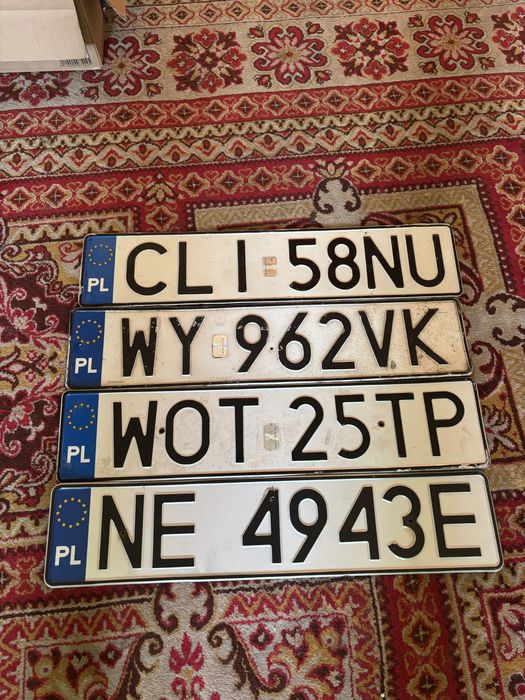 PL CLI 58NU
PL WY 962VK
PL WOT 25TP
PL NE 4943E